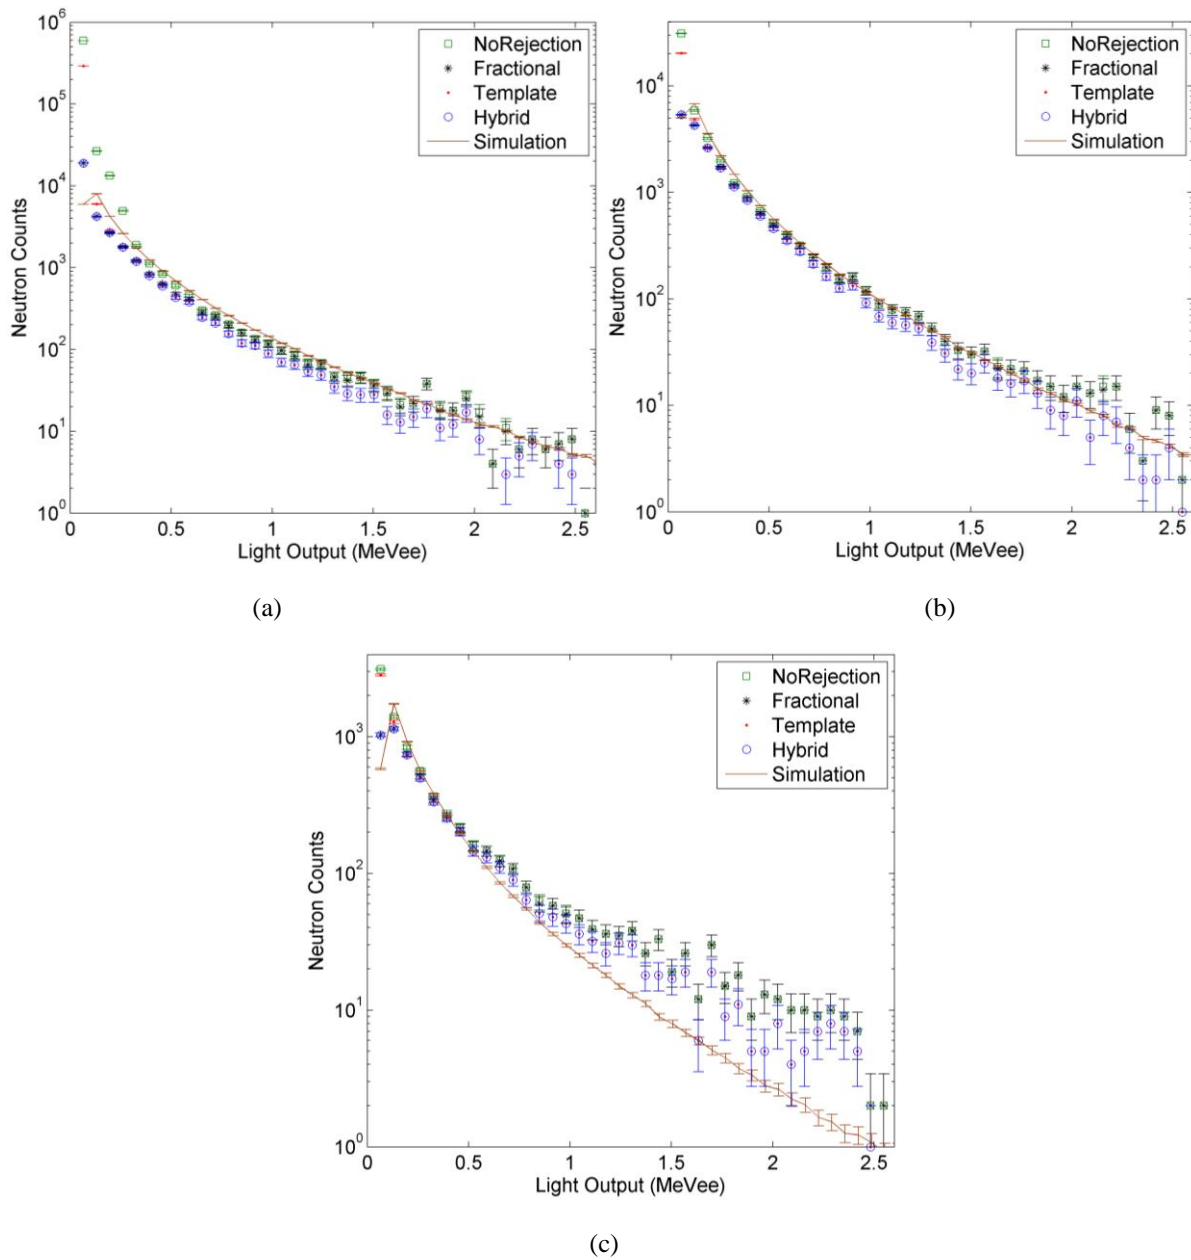 10^6
10^5
10^4
10^3
10^2
10^1
10^0
Neutron Counts
NoRejection
Fractional
Template
Hybrid
Simulation
0 0.5 1 1.5 2 2.5
Light Output (MeVee)
(a)
10^4
10^3
10^2
10^1
10^0
Neutron Counts
NoRejection
Fractional
Template
Hybrid
Simulation
0 0.5 1 1.5 2 2.5
Light Output (MeVee)
(b)
10^3
10^2
10^1
10^0
Neutron Counts
NoRejection
Fractional
Template
Hybrid
Simulation
0 0.5 1 1.5 2 2.5
Light Output (MeVee)
(c)